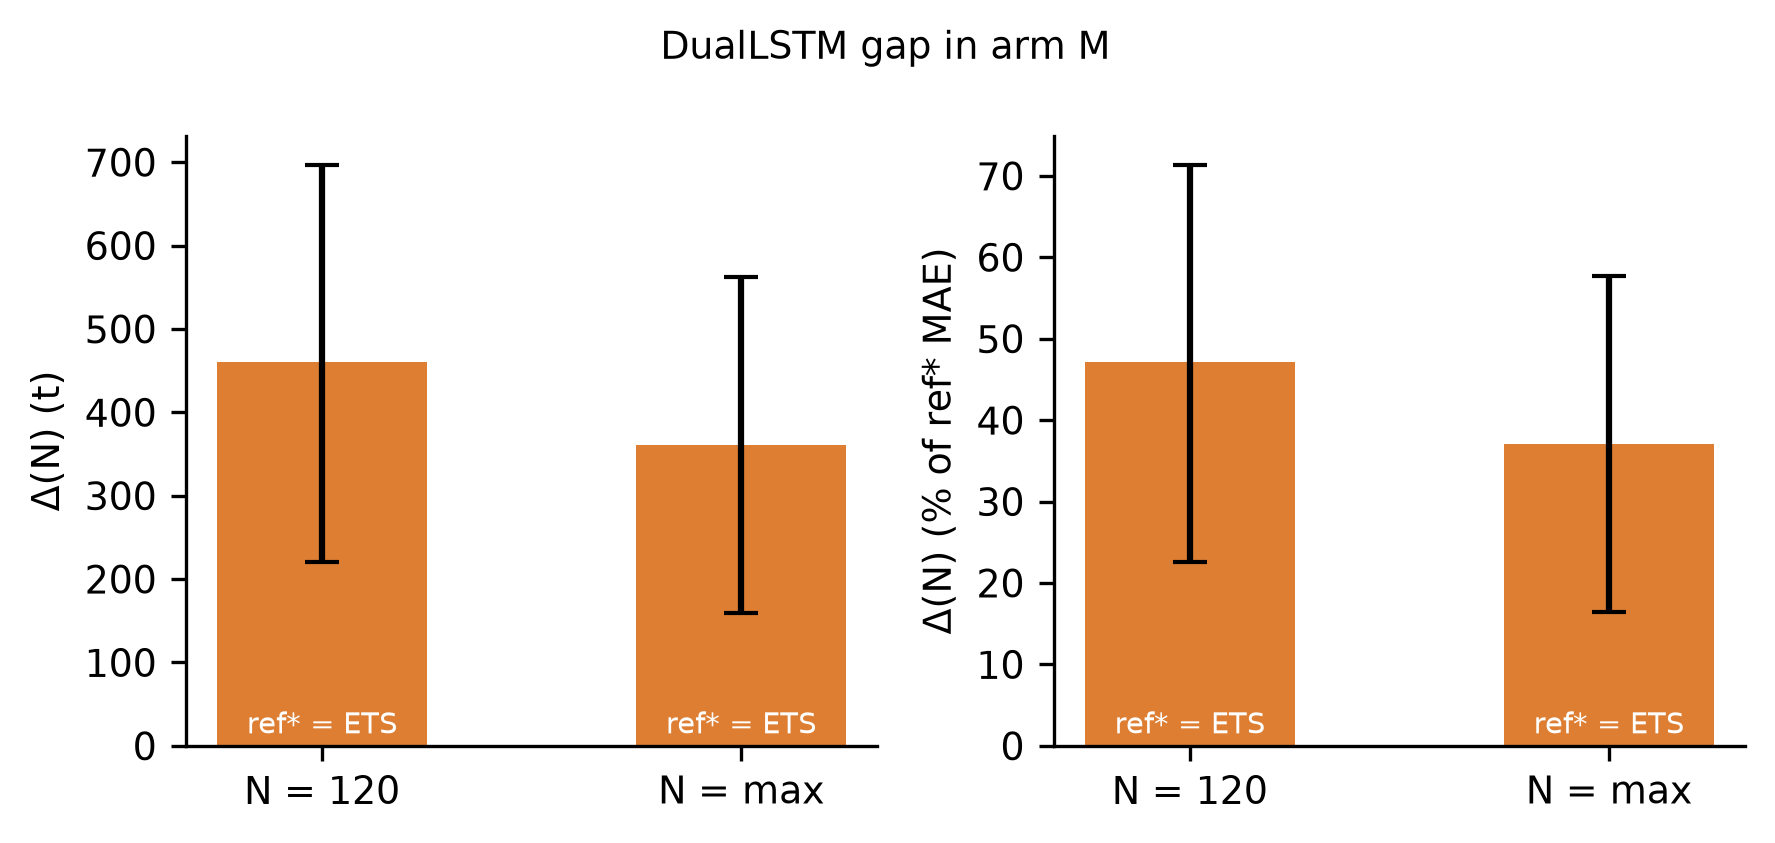 DualLSTM gap in arm M
Δ(N) (t)
700
600
500
400
300
200
100
0
ref* = ETS
ref* = ETS
N = 120
N = max
Δ(N) (% of ref* MAE)
70
60
50
40
30
20
10
0
ref* = ETS
ref* = ETS
N = 120
N = max